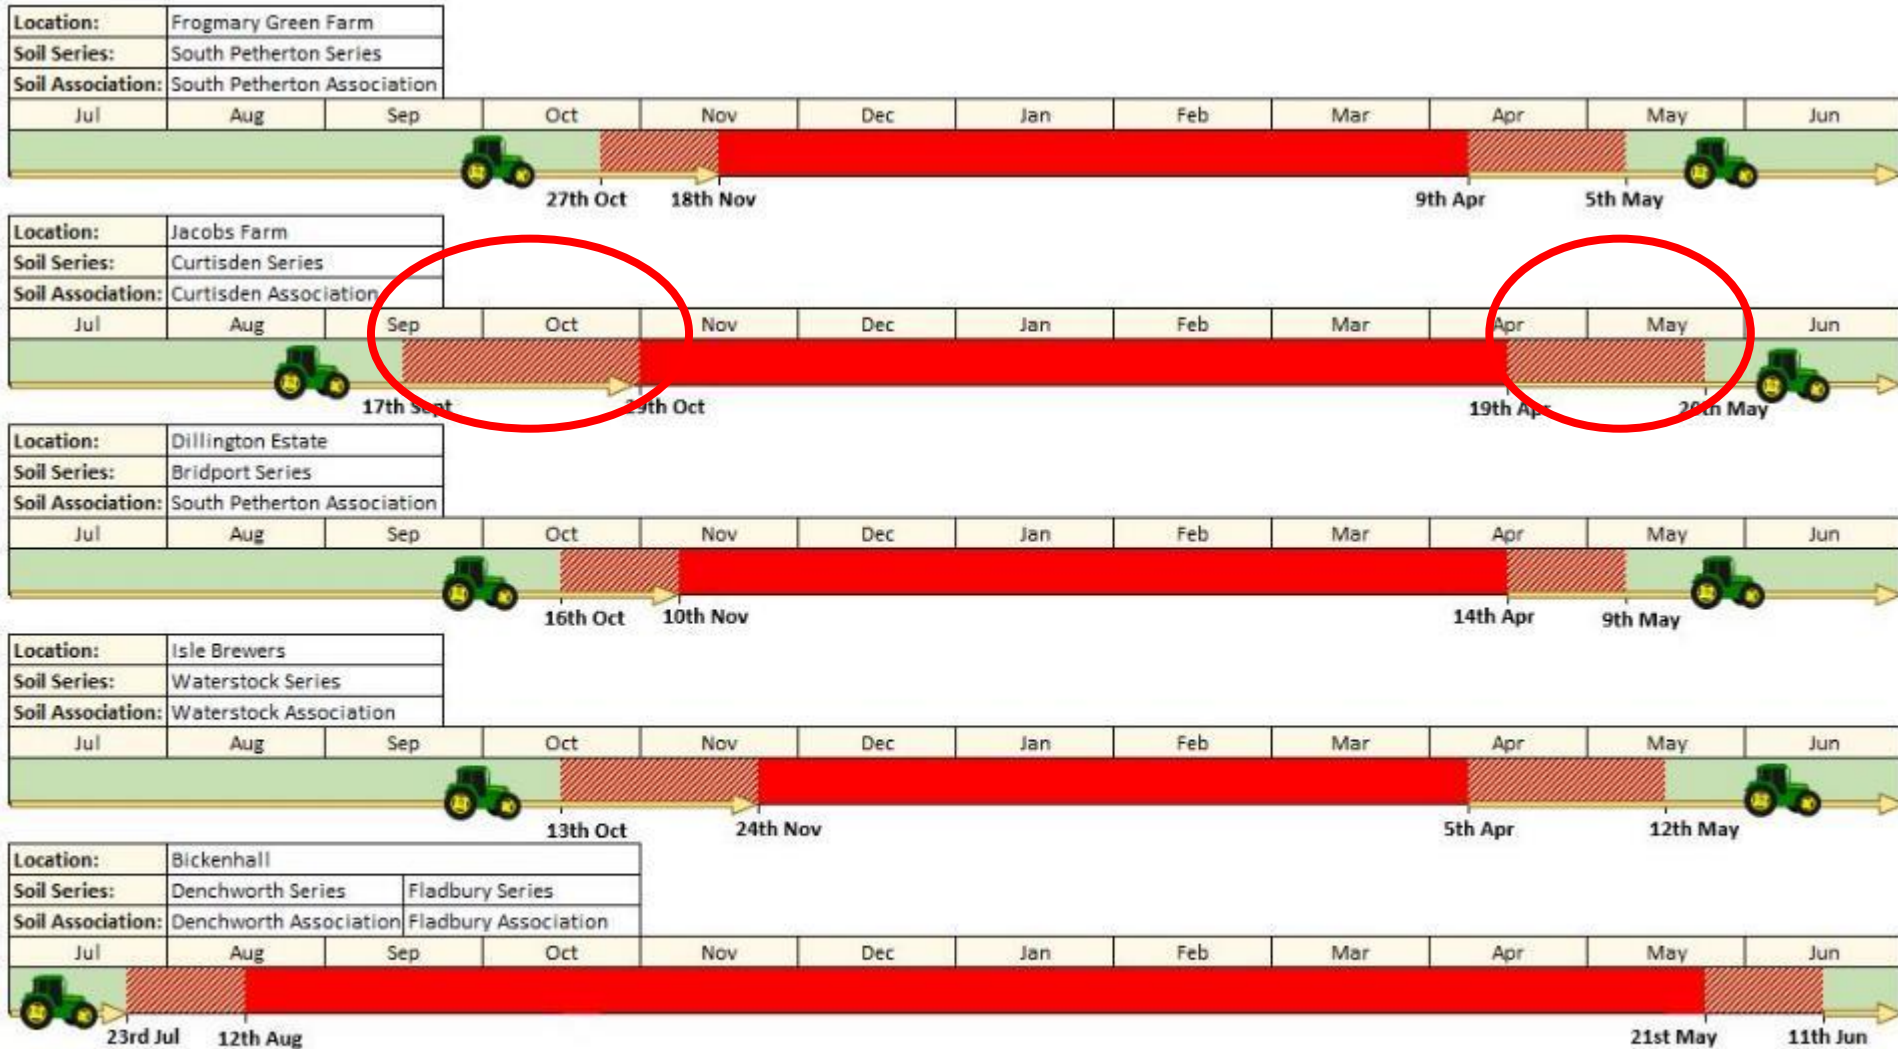 Location: Frogmary Green Farm
Soil Series: South Petherton Series
Soil Association: South Petherton Association
Jul Aug Sep Oct Nov Dec Jan Feb Mar Apr May Jun
27th Oct 18th Nov 9th Apr 5th May
Location: Jacobs Farm
Soil Series: Curtisden Series
Soil Association: Curtisden Association
Jul Aug Sep Oct Nov Dec Jan Feb Mar Apr May Jun
17th Sept 29th Oct 19th Apr 20th May
Location: Dillington Estate
Soil Series: Bridport Series
Soil Association: South Petherton Association
Jul Aug Sep Oct Nov Dec Jan Feb Mar Apr May Jun
16th Oct 10th Nov 14th Apr 9th May
Location: Isle Brewers
Soil Series: Waterstock Series
Soil Association: Waterstock Association
Jul Aug Sep Oct Nov Dec Jan Feb Mar Apr May Jun
13th Oct 24th Nov 5th Apr 12th May
Location: Bickenhall
Soil Series: Denchworth Series Fladbury Series
Soil Association: Denchworth Association Fladbury Association
Jul Aug Sep Oct Nov Dec Jan Feb Mar Apr May Jun
23rd Jul 12th Aug 21st May 11th Jun